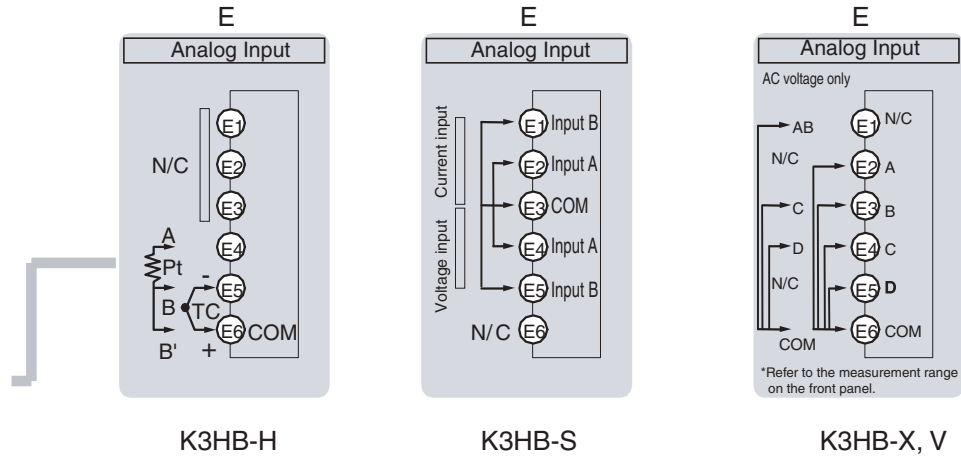 E
Analog Input
E1
N/C
E2
E3
A
E4
Pt
-
E5
B
TC
E6
COM
B'
+
K3HB-H
E
Analog Input
Current input
Voltage input
E1 Input B
E2 Input A
E3 COM
E4 Input A
E5 Input B
N/C E6
K3HB-S
E
Analog Input
AC voltage only
E1 N/C
AB
N/C
E2 A
C
E3 B
D
E4 C
N/C
E5 D
E6 COM
COM
*Refer to the measurement range
on the front panel.
K3HB-X, V